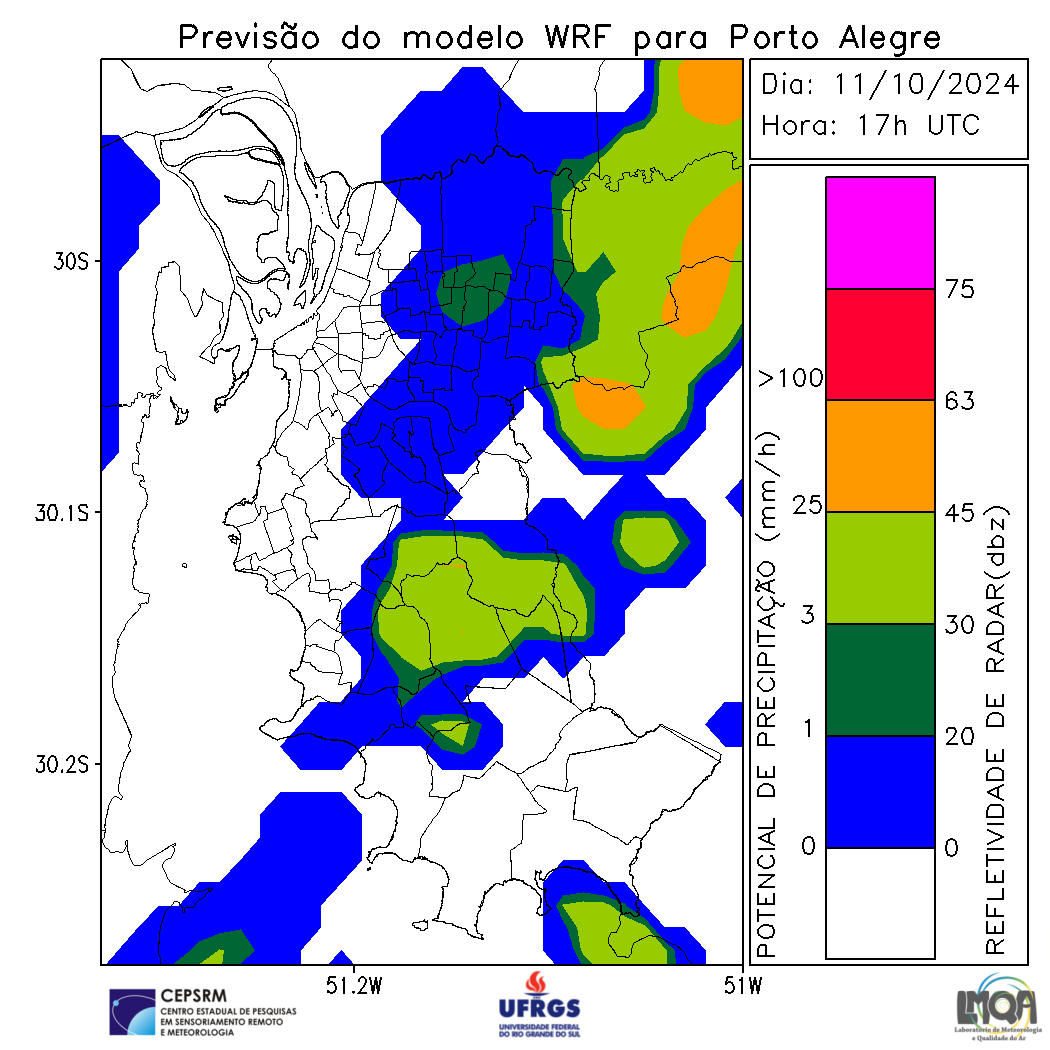 Previsão do modelo WRF para Porto Alegre
Dia: 11/10/2024
Hora: 17h UTC
30S
30.1S
30.2S
51.2W
51W
>100
25
3
1
0
75
63
45
30
20
0
POTENCIAL DE PRECIPITAÇÃO (mm/h)
REFLETIVIDADE DE RADAR(dbz)
CEPSRM
CENTRO ESTADUAL DE PESQUISAS
EM SENSORIAMENTO REMOTO
E METEOROLOGIA
UFRGS
UNIVERSIDADE FEDERAL
DO RIO GRANDE DO SUL
LMQA
Laboratório de Meteorologia
e Qualidade do Ar